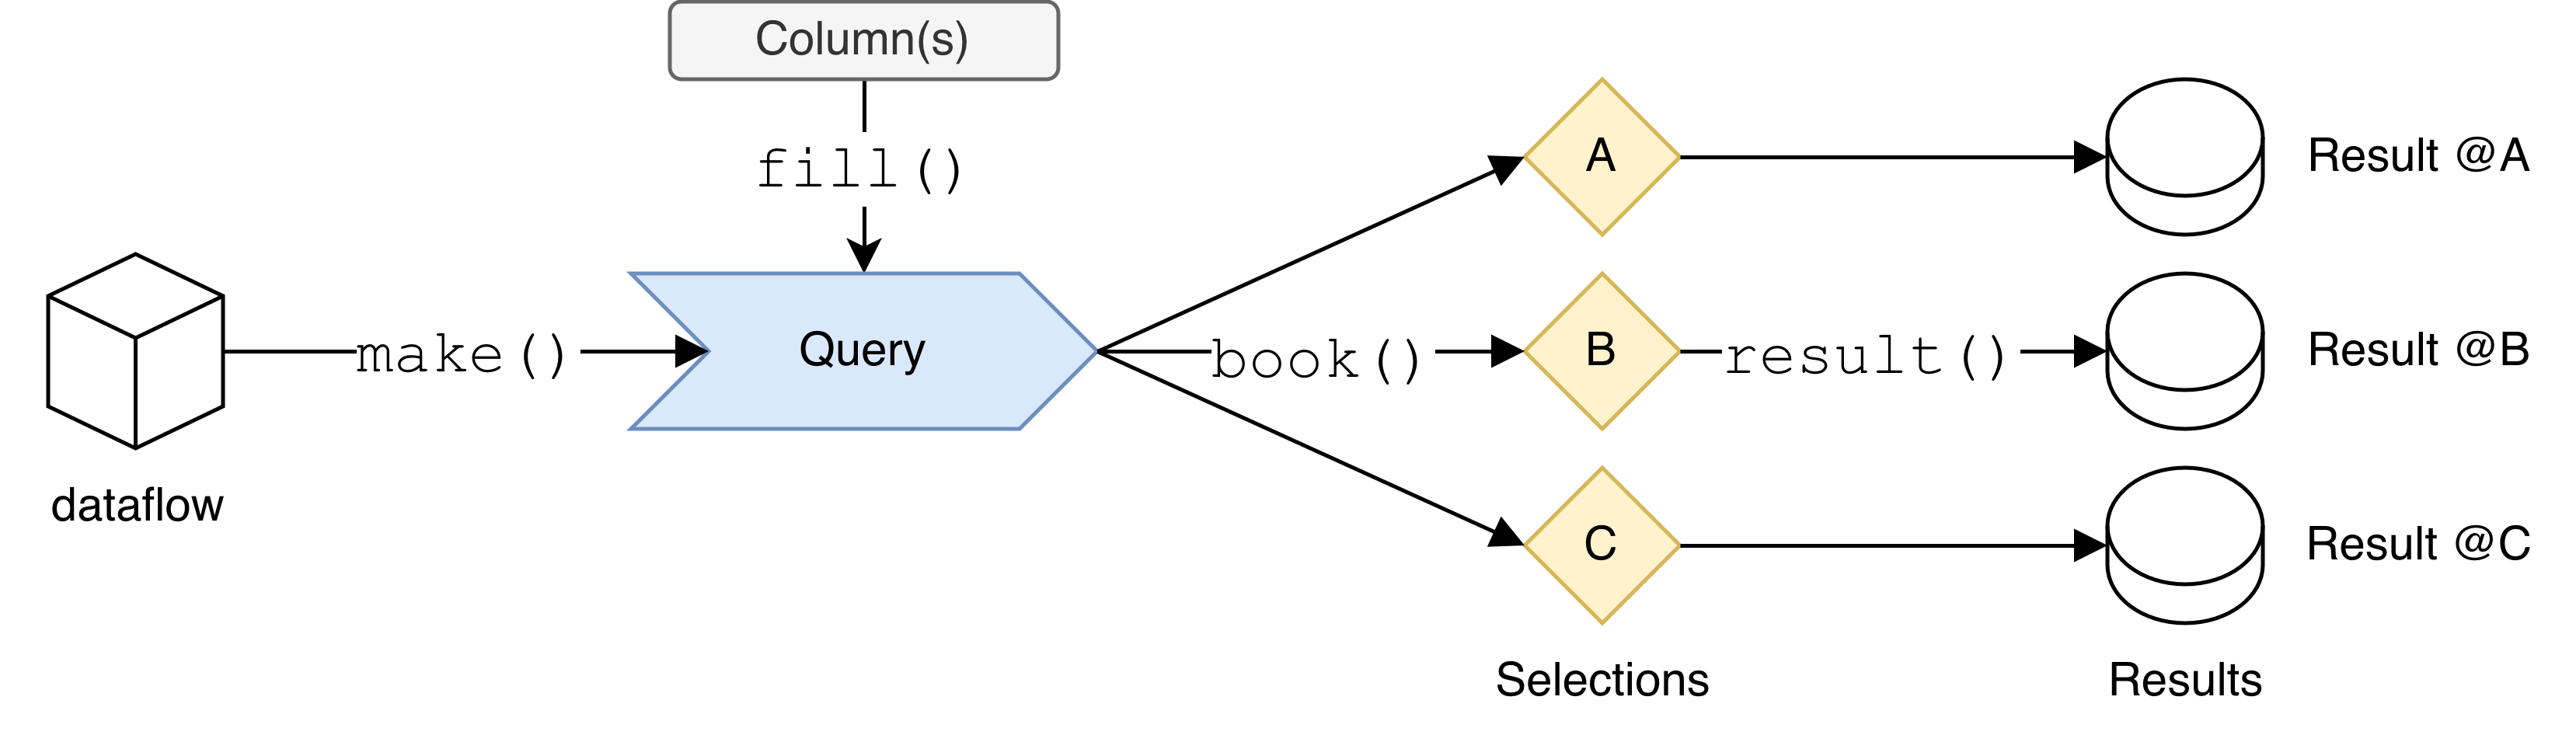 Column(s)
fill()
dataflow
make()
Query
book()
A
B
C
result()
Result @A
Result @B
Result @C
Selections
Results